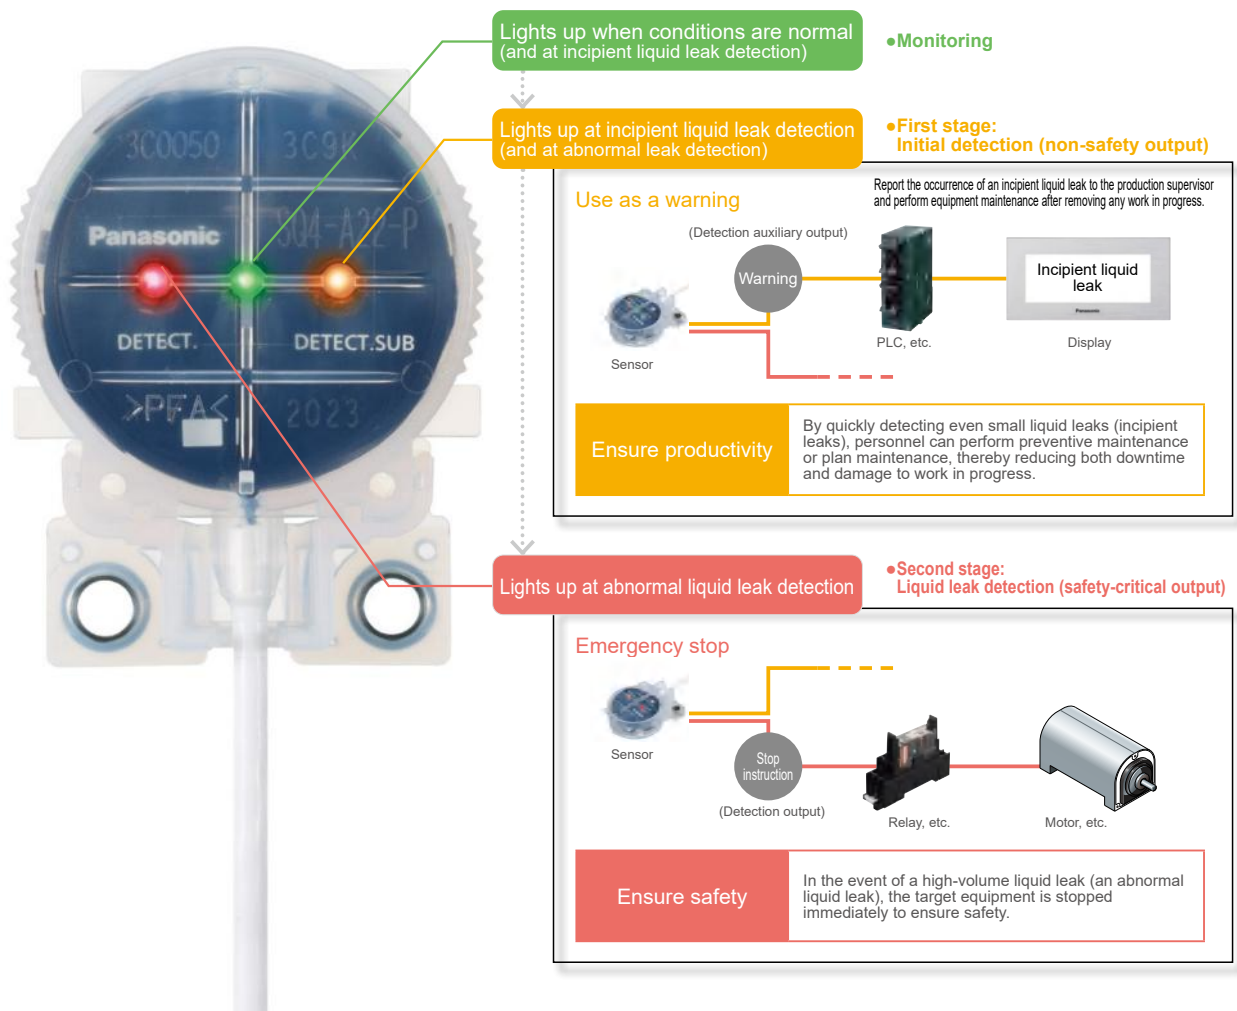 Lights up when conditions are normal
(and at incipient liquid leak detection)
●Monitoring
Lights up at incipient liquid leak detection
(and at abnormal leak detection)
●First stage:
Initial detection (non-safety output)
3C0050
3C9K
Panasonic
SQ4-A22-P
DETECT.
DETECT.SUB
>PFA<
2023
Use as a warning
Report the occurrence of an incipient liquid leak to the production supervisor
and perform equipment maintenance after removing any work in progress.
(Detection auxiliary output)
Warning
Incipient liquid
leak
Panasonic
Sensor
PLC, etc.
Display
Ensure productivity
By quickly detecting even small liquid leaks (incipient
leaks), personnel can perform preventive maintenance
or plan maintenance, thereby reducing both downtime
and damage to work in progress.
Lights up at abnormal liquid leak detection
●Second stage:
Liquid leak detection (safety-critical output)
Emergency stop
Sensor
Stop
instruction
(Detection output)
Relay, etc.
Motor, etc.
Ensure safety
In the event of a high-volume liquid leak (an abnormal
liquid leak), the target equipment is stopped
immediately to ensure safety.